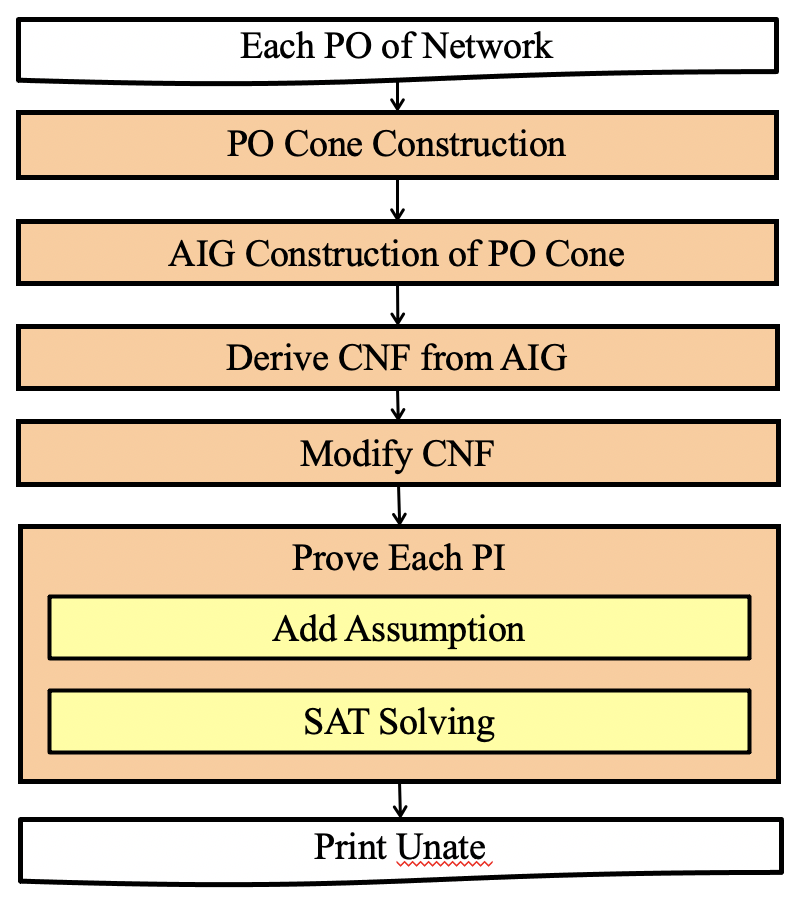 Each PO of Network
PO Cone Construction
AIG Construction of PO Cone
Derive CNF from AIG
Modify CNF
Prove Each PI
Add Assumption
SAT Solving
Print Unate